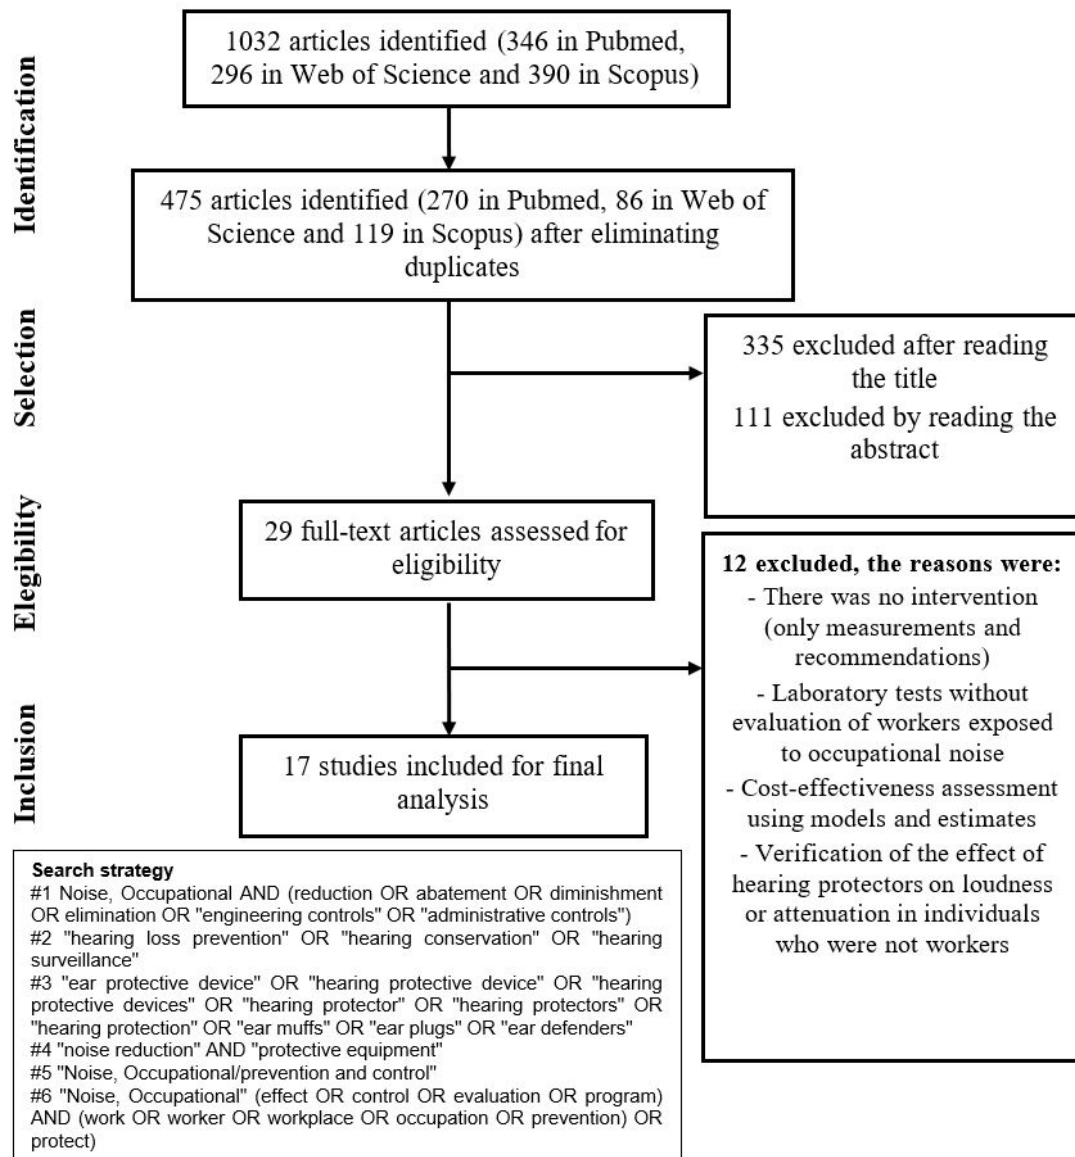 Identification
1032 articles identified (346 in Pubmed,
296 in Web of Science and 390 in Scopus)
475 articles identified (270 in Pubmed, 86 in Web of
Science and 119 in Scopus) after eliminating
duplicates
Selection
335 excluded after reading
the title
111 excluded by reading the
abstract
Elegibility
29 full-text articles assessed for
eligibility
12 excluded, the reasons were:
- There was no intervention
(only measurements and
recommendations)
- Laboratory tests without
evaluation of workers exposed
to occupational noise
- Cost-effectiveness assessment
using models and estimates
- Verification of the effect of
hearing protectors on loudness
or attenuation in individuals
who were not workers
Inclusion
17 studies included for final
analysis
Search strategy
#1 Noise, Occupational AND (reduction OR abatement OR diminishment
OR elimination OR "engineering controls" OR "administrative controls")
#2 "hearing loss prevention" OR "hearing conservation" OR "hearing
surveillance"
#3 "ear protective device" OR "hearing protective device" OR "hearing
protective devices" OR "hearing protector" OR "hearing protectors" OR
"hearing protection" OR "ear muffs" OR "ear plugs" OR "ear defenders"
#4 "noise reduction" AND "protective equipment"
#5 "Noise, Occupational/prevention and control"
#6 "Noise, Occupational" (effect OR control OR evaluation OR program)
AND (work OR worker OR workplace OR occupation OR prevention) OR
protect)